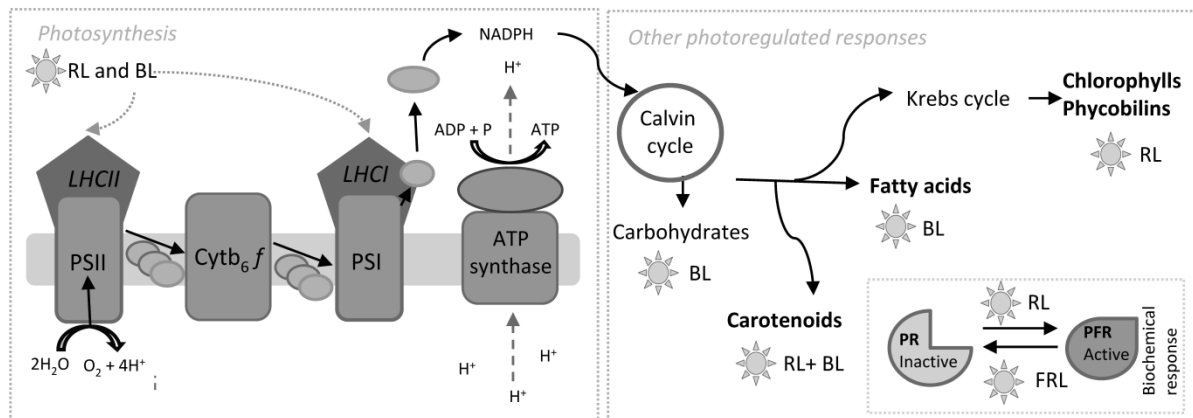 Photosynthesis
RL and BL
NADPH
H⁺
ADP + P
ATP
LHCII
LHCI
PSII
Cytb₆ f
PSI
ATP
synthase
2H₂O
O₂ + 4H⁺
H⁺
H⁺
H⁺
Other photoregulated responses
Calvin
cycle
Krebs cycle
Chlorophylls
Phycobilins
RL
Fatty acids
BL
Carbohydrates
BL
Carotenoids
RL+ BL
RL
PR
Inactive
PFR
Active
FRL
Biochemical
response